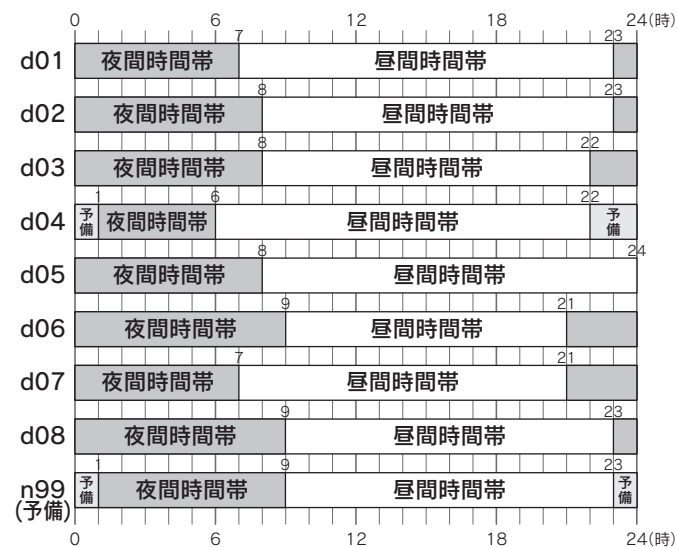 0 6 12 18 24(時)
7 23
d01 夜間時間帯 昼間時間帯
8 23
d02 夜間時間帯 昼間時間帯
8 22
d03 夜間時間帯 昼間時間帯
1 6 22
d04 予備 夜間時間帯 昼間時間帯 予備
8 24
d05 夜間時間帯 昼間時間帯
9 21
d06 夜間時間帯 昼間時間帯
7 21
d07 夜間時間帯 昼間時間帯
9 23
d08 夜間時間帯 昼間時間帯
1 9 23
n99 予備 夜間時間帯 昼間時間帯 予備
(予備)
0 6 12 18 24(時)